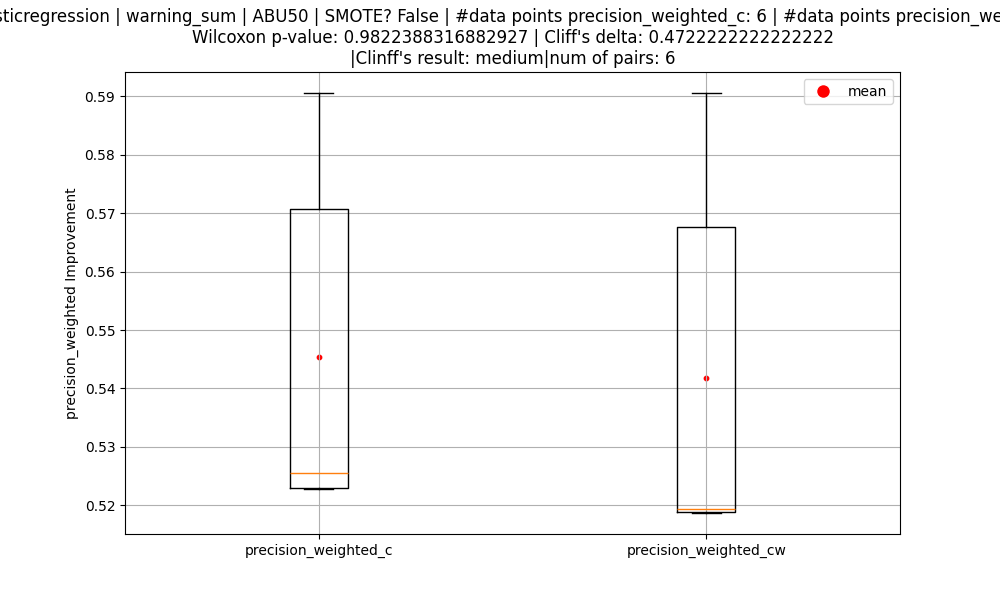 | warning_sum | ABU50 | SMOTE? False | #data points precision_weighted_c: 6 | #data points
Wilcoxon p-value: 0.9822388316882927 | Cliff's delta: 0.4722222222222222
|Clinff's result: medium|num of pairs: 6
mean
0.59
0.58
0.57
0.56
0.55
0.54
0.53
0.52
precision_weighted Improvement
precision_weighted_c
precision_weighted_cw